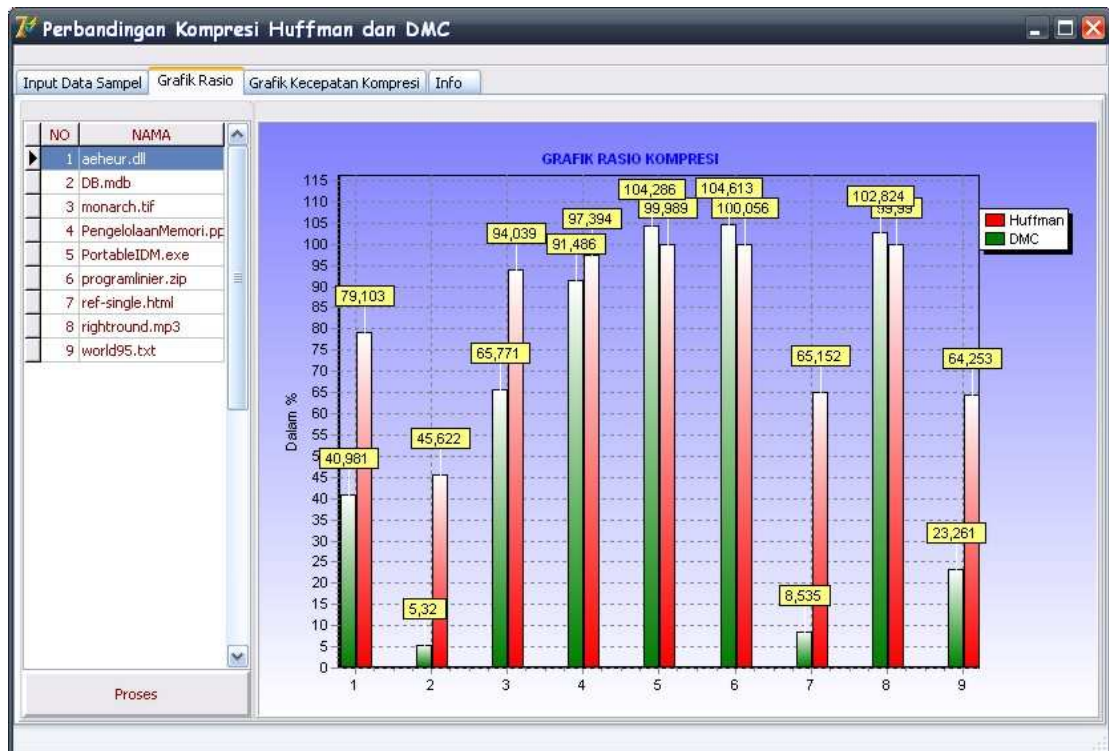 Perbandingan Kompresi Huffman dan DMC
Input Data Sampel Grafik Rasio Grafik Kecepatan Kompresi Info
NO NAMA
1 aeheur.dll
2 DB.mdb
3 monarch.tif
4 PengelolaanMemori.pp
5 PortableIDM.exe
6 programlinier.zip
7 ref-single.html
8 rightround.mp3
9 world95.txt
Proses
GRAFIK RASIO KOMPRESI
Dalam %
115
110
105
100
95
90
85
80
75
70
65
60
55
45
40
35
30
25
20
15
10
5
0
40,981
79,103
5,32
45,622
65,771
94,039
91,486
97,394
104,286
99,989
104,613
100,056
8,535
65,152
102,824
99,99
23,261
64,253
1 2 3 4 5 6 7 8 9
Huffman
DMC